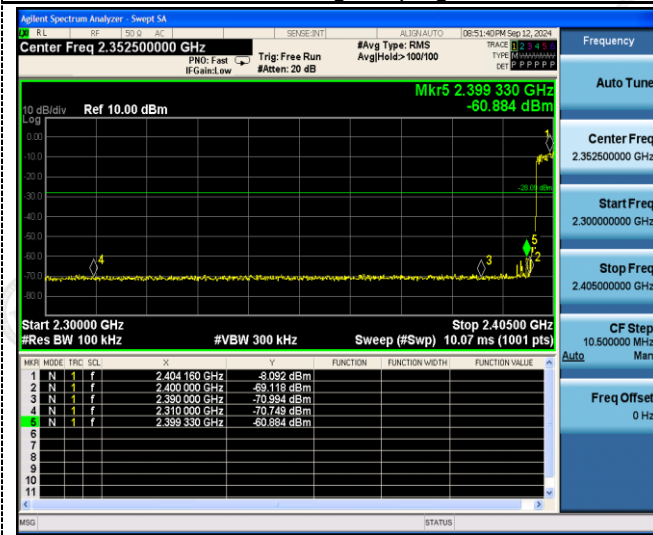 Agilent Spectrum Analyzer - Swept SA
RL RF 50 Ω AC SENSE:INT ALIGNAUTO 08:51:40 PM Sep 12, 2024
Center Freq 2.352500000 GHz
PNO: Fast
IFGain:Low
Trig: Free Run
#Atten: 20 dB
#Avg Type: RMS
Avg|Hold:> 100/100
TRACE 1 2 3 4 5 6
TYPE M
DET P P P P P P
Frequency
Mkr5 2.399 330 GHz
-60.884 dBm
10 dB/div Ref 10.00 dBm
Log
0.00
-10.0
-20.0
-30.0
-40.0
-50.0
-60.0
-70.0
-80.0
-28.09 dBm
1
5
4
3
2
Start 2.30000 GHz Stop 2.40500 GHz
#Res BW 100 kHz #VBW 300 kHz Sweep (#Swp) 10.07 ms (1001 pts)
MKR MODE TRC SCL X Y FUNCTION FUNCTION WIDTH FUNCTION VALUE
1 N 1 f 2.404 160 GHz -8.092 dBm
2 N 1 f 2.400 000 GHz -69.118 dBm
3 N 1 f 2.390 000 GHz -70.994 dBm
4 N 1 f 2.310 000 GHz -70.749 dBm
5 N 1 f 2.399 330 GHz -60.884 dBm
6
7
8
9
10
11
MSG STATUS
Auto Tune
Center Freq
2.352500000 GHz
Start Freq
2.300000000 GHz
Stop Freq
2.405000000 GHz
CF Step
10.500000 MHz
Auto Man
Freq Offset
0 Hz